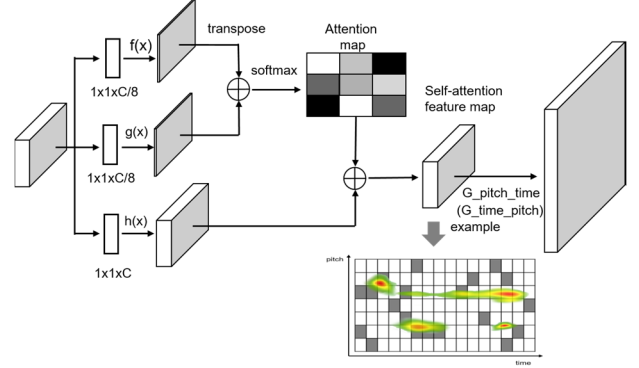 f(x)
transpose
Attention
map
softmax
1x1xC/8
g(x)
Self-attention
feature map
1x1xC/8
h(x)
G_pitch_time
(G_time_pitch)
example
1x1xC
pitch
time